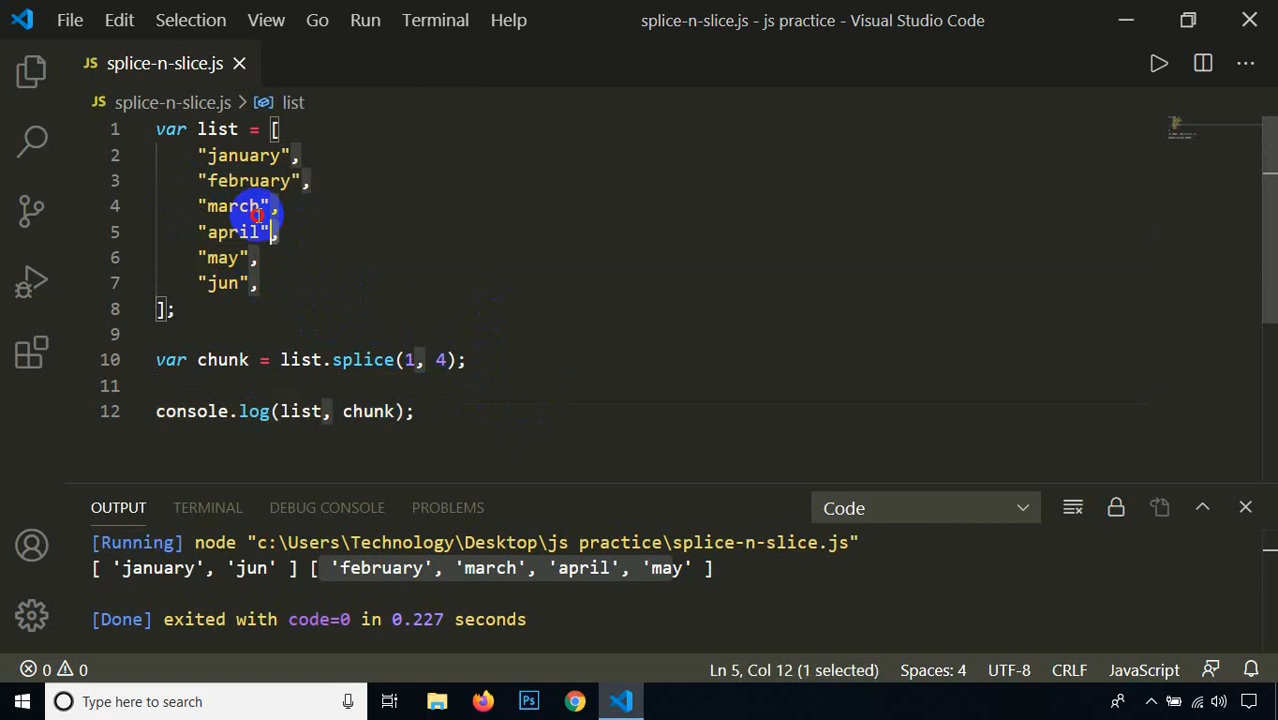 File Edit Selection View Go Run Terminal Help splice-n-slice.js - js practice - Visual Studio Code
JS splice-n-slice.js
JS splice-n-slice.js > list
1 var list = [
2 "january",
3 "february",
4 "march",
5 "april",
6 "may",
7 "jun",
8 ];
9
10 var chunk = list.splice(1, 4);
11
12 console.log(list, chunk);
OUTPUT TERMINAL DEBUG CONSOLE PROBLEMS Code
[Running] node "c:\Users\Technology\Desktop\js practice\splice-n-slice.js"
[ 'january', 'jun' ] [ 'february', 'march', 'april', 'may' ]
[Done] exited with code=0 in 0.227 seconds
0 0 Ln 5, Col 12 (1 selected) Spaces: 4 UTF-8 CRLF JavaScript
Type here to search Ps